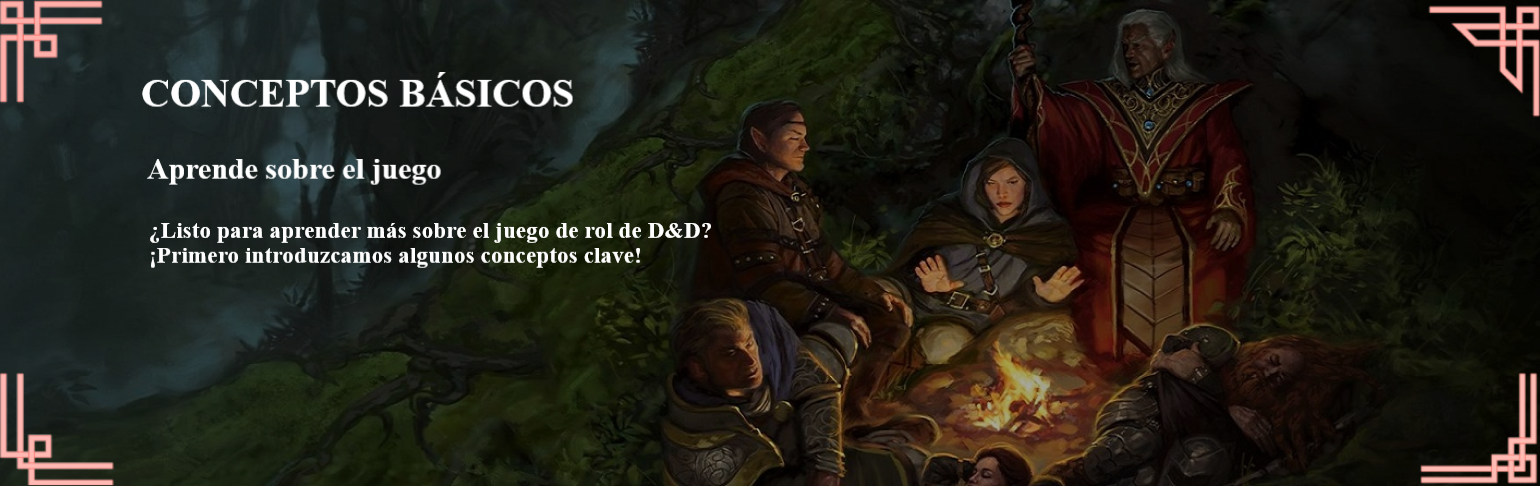 CONCEPTOS BÁSICOS
Aprende sobre el juego
¿Listo para aprender más sobre el juego de rol de D&D?
¡Primero introduzcamos algunos conceptos clave!